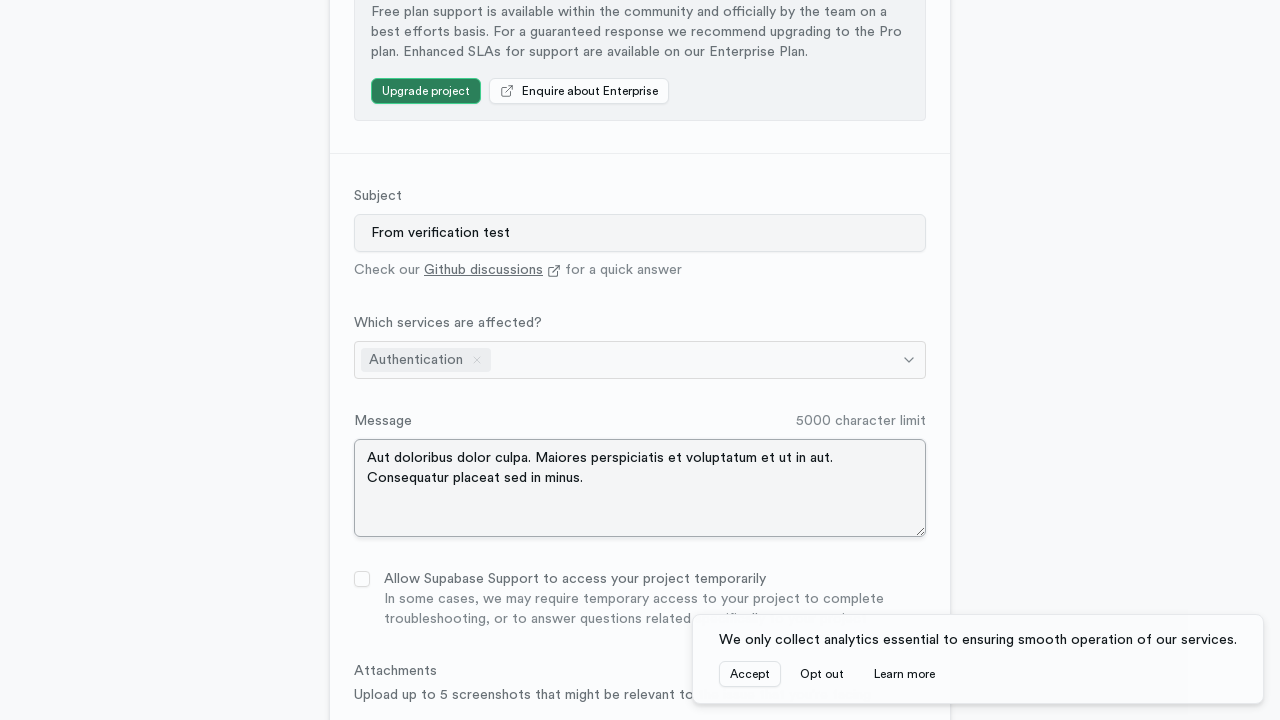 Free plan support is available within the community and officially by the team on a
best efforts basis. For a guaranteed response we recommend upgrading to the Pro
plan. Enhanced SLAs for support are available on our Enterprise Plan.
Upgrade project
Enquire about Enterprise
Subject
From verification test
Check our Github discussions for a quick answer
Which services are affected?
Authentication
Message
5000 character limit
Aut doloribus dolor culpa. Maiores perspiciatis et voluptatum et ut in aut.
Consequatur placeat sed in minus.
Allow Supabase Support to access your project temporarily
In some cases, we may require temporary access to your project to complete
troubleshooting, or to answer questions related
Attachments
Upload up to 5 screenshots that might be relevant to
We only collect analytics essential to ensuring smooth operation of our services.
Accept
Opt out
Learn more